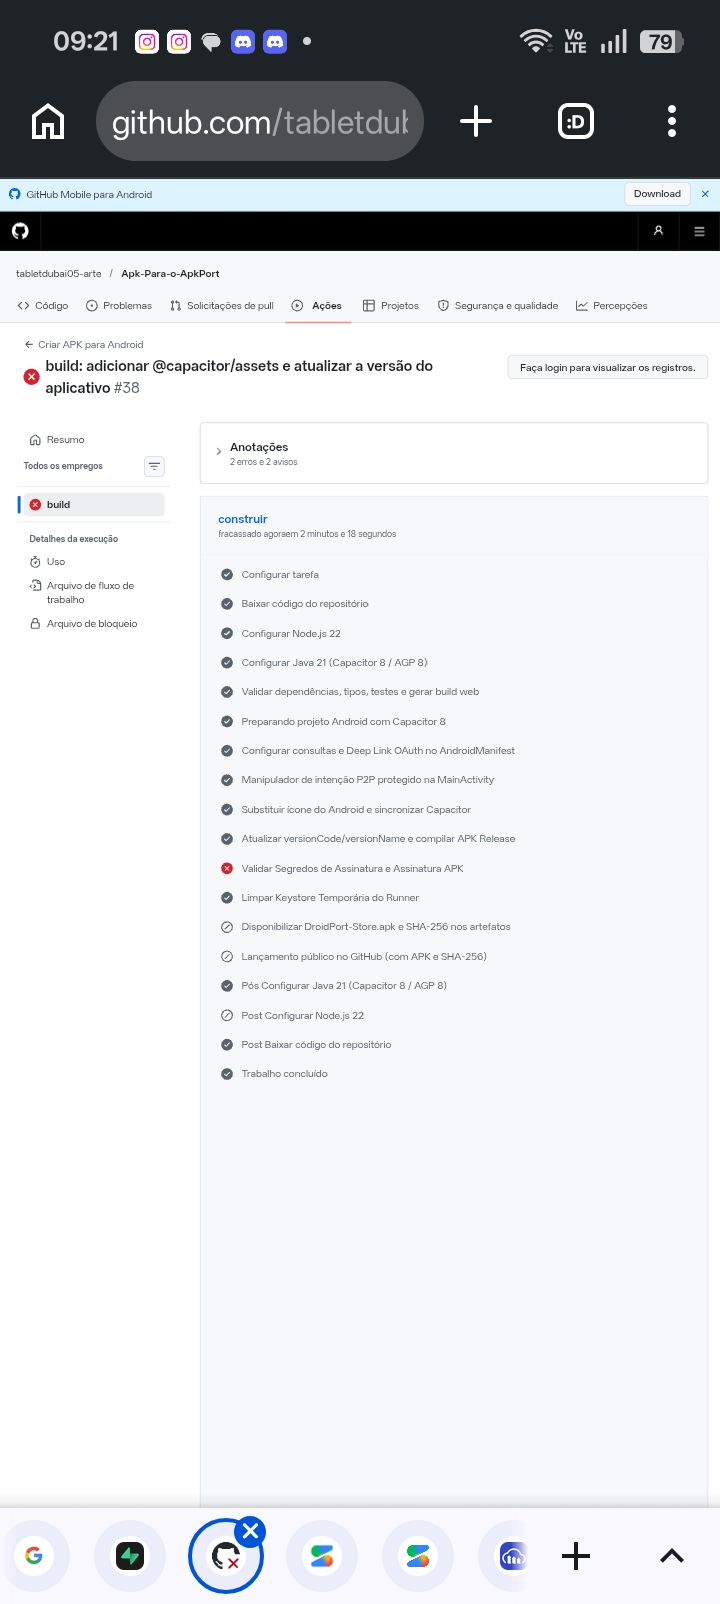 09:21
Vo LTE
79
github.com/tabletdub
:D
GitHub Mobile para Android
Download
tabletdubai05-arte / Apk-Para-o-ApkPort
Código
Problemas
Solicitações de pull
Ações
Projetos
Segurança e qualidade
Percepções
Criar APK para Android
build: adicionar @capacitor/assets e atualizar a versão do
aplicativo #38
Faça login para visualizar os registros.
Resumo
Todos os empregos
build
Detalhes da execução
Uso
Arquivo de fluxo de
trabalho
Arquivo de bloqueio
Anotações
2 erros e 2 avisos
construir
fracassado agoraem 2 minutos e 18 segundos
Configurar tarefa
Baixar código do repositório
Configurar Node.js 22
Configurar Java 21 (Capacitor 8 / AGP 8)
Validar dependências, tipos, testes e gerar build web
Preparando projeto Android com Capacitor 8
Configurar consultas e Deep Link OAuth no AndroidManifest
Manipulador de intenção P2P protegido na MainActivity
Substituir ícone do Android e sincronizar Capacitor
Atualizar versionCode/versionName e compilar APK Release
Validar Segredos de Assinatura e Assinatura APK
Limpar Keystore Temporária do Runner
Disponibilizar DroidPort-Store.apk e SHA-256 nos artefatos
Lançamento público no GitHub (com APK e SHA-256)
Pós Configurar Java 21 (Capacitor 8 / AGP 8)
Post Configurar Node.js 22
Post Baixar código do repositório
Trabalho concluído